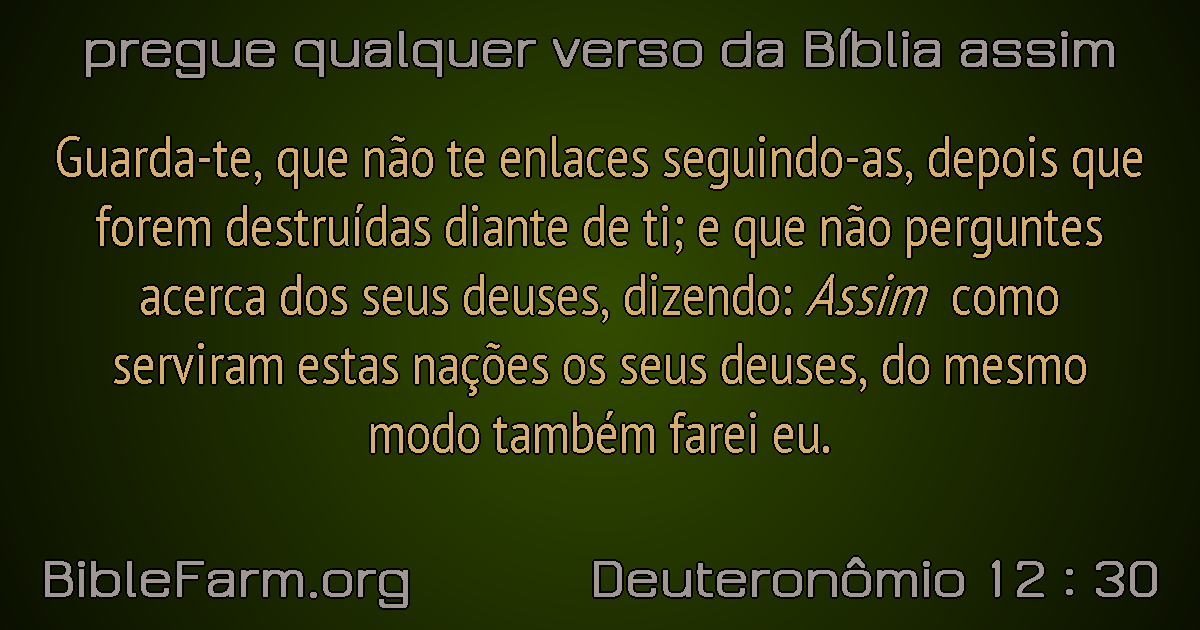 pregue qualquer verso da Bíblia assim
Guarda-te, que não te enlaces seguindo-as, depois que
forem destruídas diante de ti; e que não perguntes
acerca dos seus deuses, dizendo: Assim como
serviram estas nações os seus deuses, do mesmo
modo também farei eu.
BibleFarm.org
Deuteronômio 12 : 30